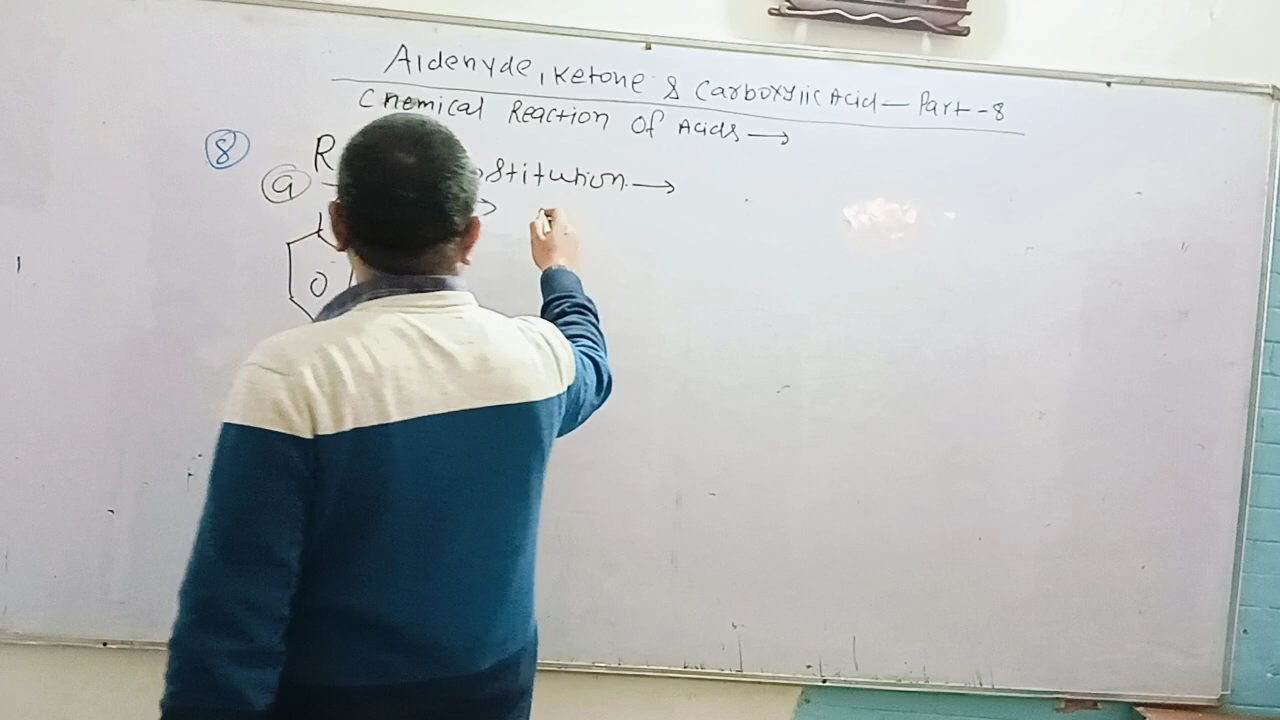 Aldehyde, Ketone & Carboxylic Acid — Part - 8
Chemical Reaction Of Acids →
⑧ R
ⓐ stitution →
O